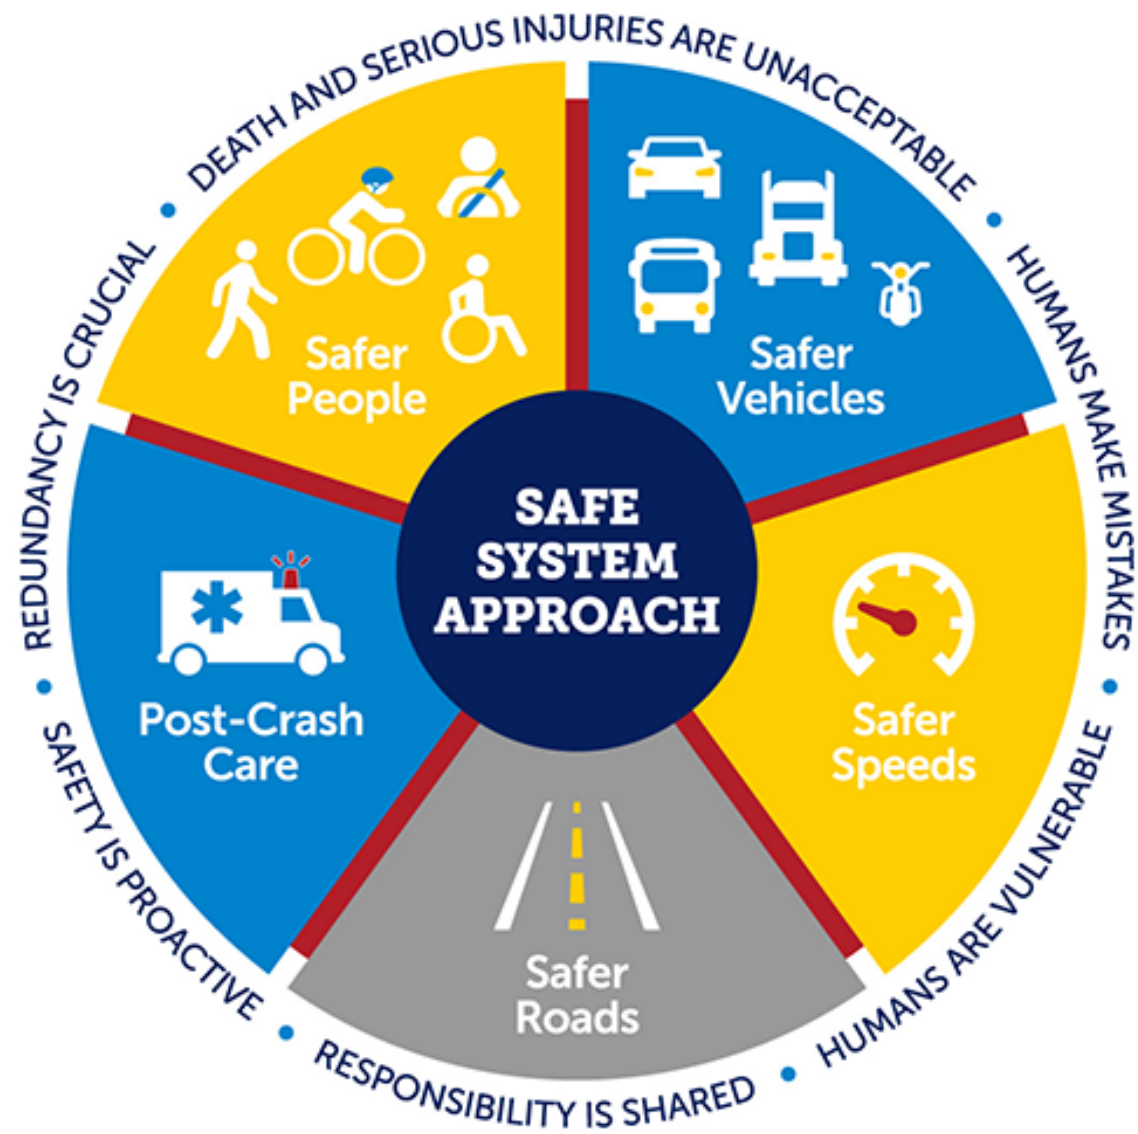 DEATH AND SERIOUS INJURIES ARE UNACCEPTABLE
HUMANS MAKE MISTAKES
HUMANS ARE VULNERABLE
RESPONSIBILITY IS SHARED
SAFETY IS PROACTIVE
REDUNDANCY IS CRUCIAL
Safer
People
Safer
Vehicles
SAFE
SYSTEM
APPROACH
Safer
Speeds
Safer
Roads
Post-Crash
Care